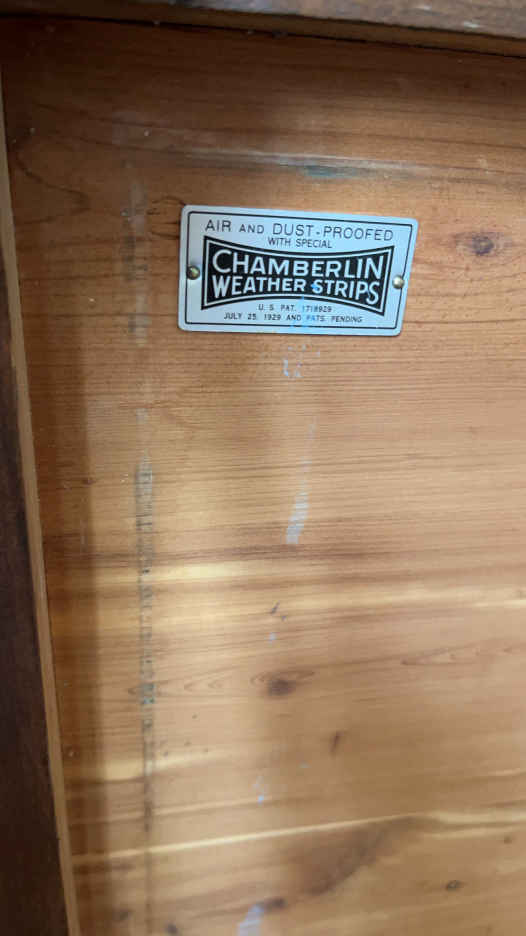 AIR AND DUST-PROOFED
WITH SPECIAL
CHAMBERLIN
WEATHER STRIPS
U. S. PAT. 1718929
JULY 25, 1929 AND PATS. PENDING